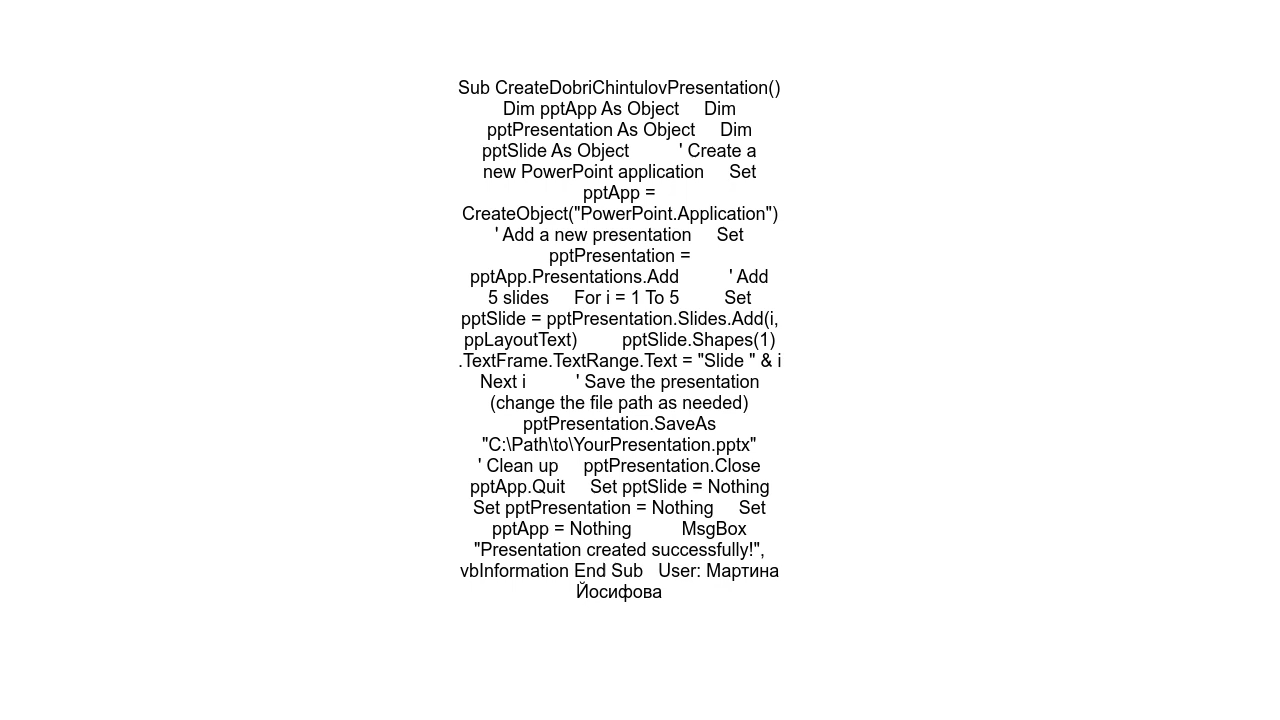 Sub CreateDobriChintulovPresentation()
Dim pptApp As Object     Dim
pptPresentation As Object     Dim
pptSlide As Object          ' Create a
new PowerPoint application     Set
pptApp =
CreateObject("PowerPoint.Application")
' Add a new presentation     Set
pptPresentation =
pptApp.Presentations.Add          ' Add
5 slides     For i = 1 To 5         Set
pptSlide = pptPresentation.Slides.Add(i,
ppLayoutText)         pptSlide.Shapes(1)
.TextFrame.TextRange.Text = "Slide " & i
Next i          ' Save the presentation
(change the file path as needed)
pptPresentation.SaveAs
"C:\Path\to\YourPresentation.pptx"
' Clean up     pptPresentation.Close
pptApp.Quit     Set pptSlide = Nothing
Set pptPresentation = Nothing     Set
pptApp = Nothing          MsgBox
"Presentation created successfully!",
vbInformation End Sub   User: Мартина
Йосифова